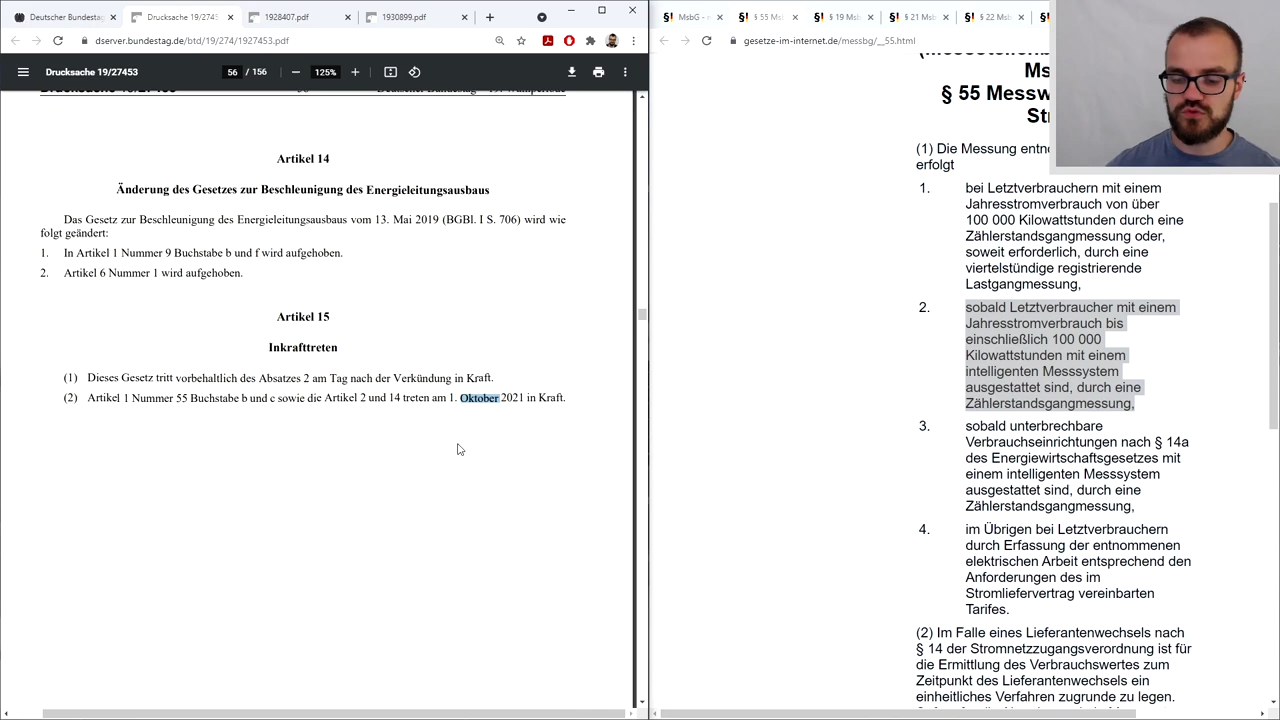 Deutscher Bundestag
Drucksache 19/2745
1928407.pdf
1930899.pdf
dserver.bundestag.de/btd/19/274/1927453.pdf
Drucksache 19/27453
56 / 156
125%
Artikel 14
Änderung des Gesetzes zur Beschleunigung des Energieleitungsausbaus
Das Gesetz zur Beschleunigung des Energieleitungsausbaus vom 13. Mai 2019 (BGBl. I S. 706) wird wie
folgt geändert:
1. In Artikel 1 Nummer 9 Buchstabe b und f wird aufgehoben.
2. Artikel 6 Nummer 1 wird aufgehoben.
Artikel 15
Inkrafttreten
(1) Dieses Gesetz tritt vorbehaltlich des Absatzes 2 am Tag nach der Verkündung in Kraft.
(2) Artikel 1 Nummer 55 Buchstabe b und c sowie die Artikel 2 und 14 treten am 1. Oktober 2021 in Kraft.
MsbG -
§ 55 Mes
§ 19 Msb
§ 21 Msb
§ 22 Msb
gesetze-im-internet.de/messbg/__55.html
Ms
§ 55 Messw
Str
(1) Die Messung entn
erfolgt
1. bei Letztverbrauchern mit einem
Jahresstromverbrauch von über
100 000 Kilowattstunden durch eine
Zählerstandsgangmessung oder,
soweit erforderlich, durch eine
viertelstündige registrierende
Lastgangmessung,
2. sobald Letztverbraucher mit einem
Jahresstromverbrauch bis
einschließlich 100 000
Kilowattstunden mit einem
intelligenten Messsystem
ausgestattet sind, durch eine
Zählerstandsgangmessung,
3. sobald unterbrechbare
Verbrauchseinrichtungen nach § 14a
des Energiewirtschaftsgesetzes mit
einem intelligenten Messsystem
ausgestattet sind, durch eine
Zählerstandsgangmessung,
4. im Übrigen bei Letztverbrauchern
durch Erfassung der entnommenen
elektrischen Arbeit entsprechend den
Anforderungen des im
Stromliefervertrag vereinbarten
Tarifes.
(2) Im Falle eines Lieferantenwechsels nach
§ 14 der Stromnetzzugangsverordnung ist für
die Ermittlung des Verbrauchswertes zum
Zeitpunkt des Lieferantenwechsels ein
einheitliches Verfahren zugrunde zu legen.